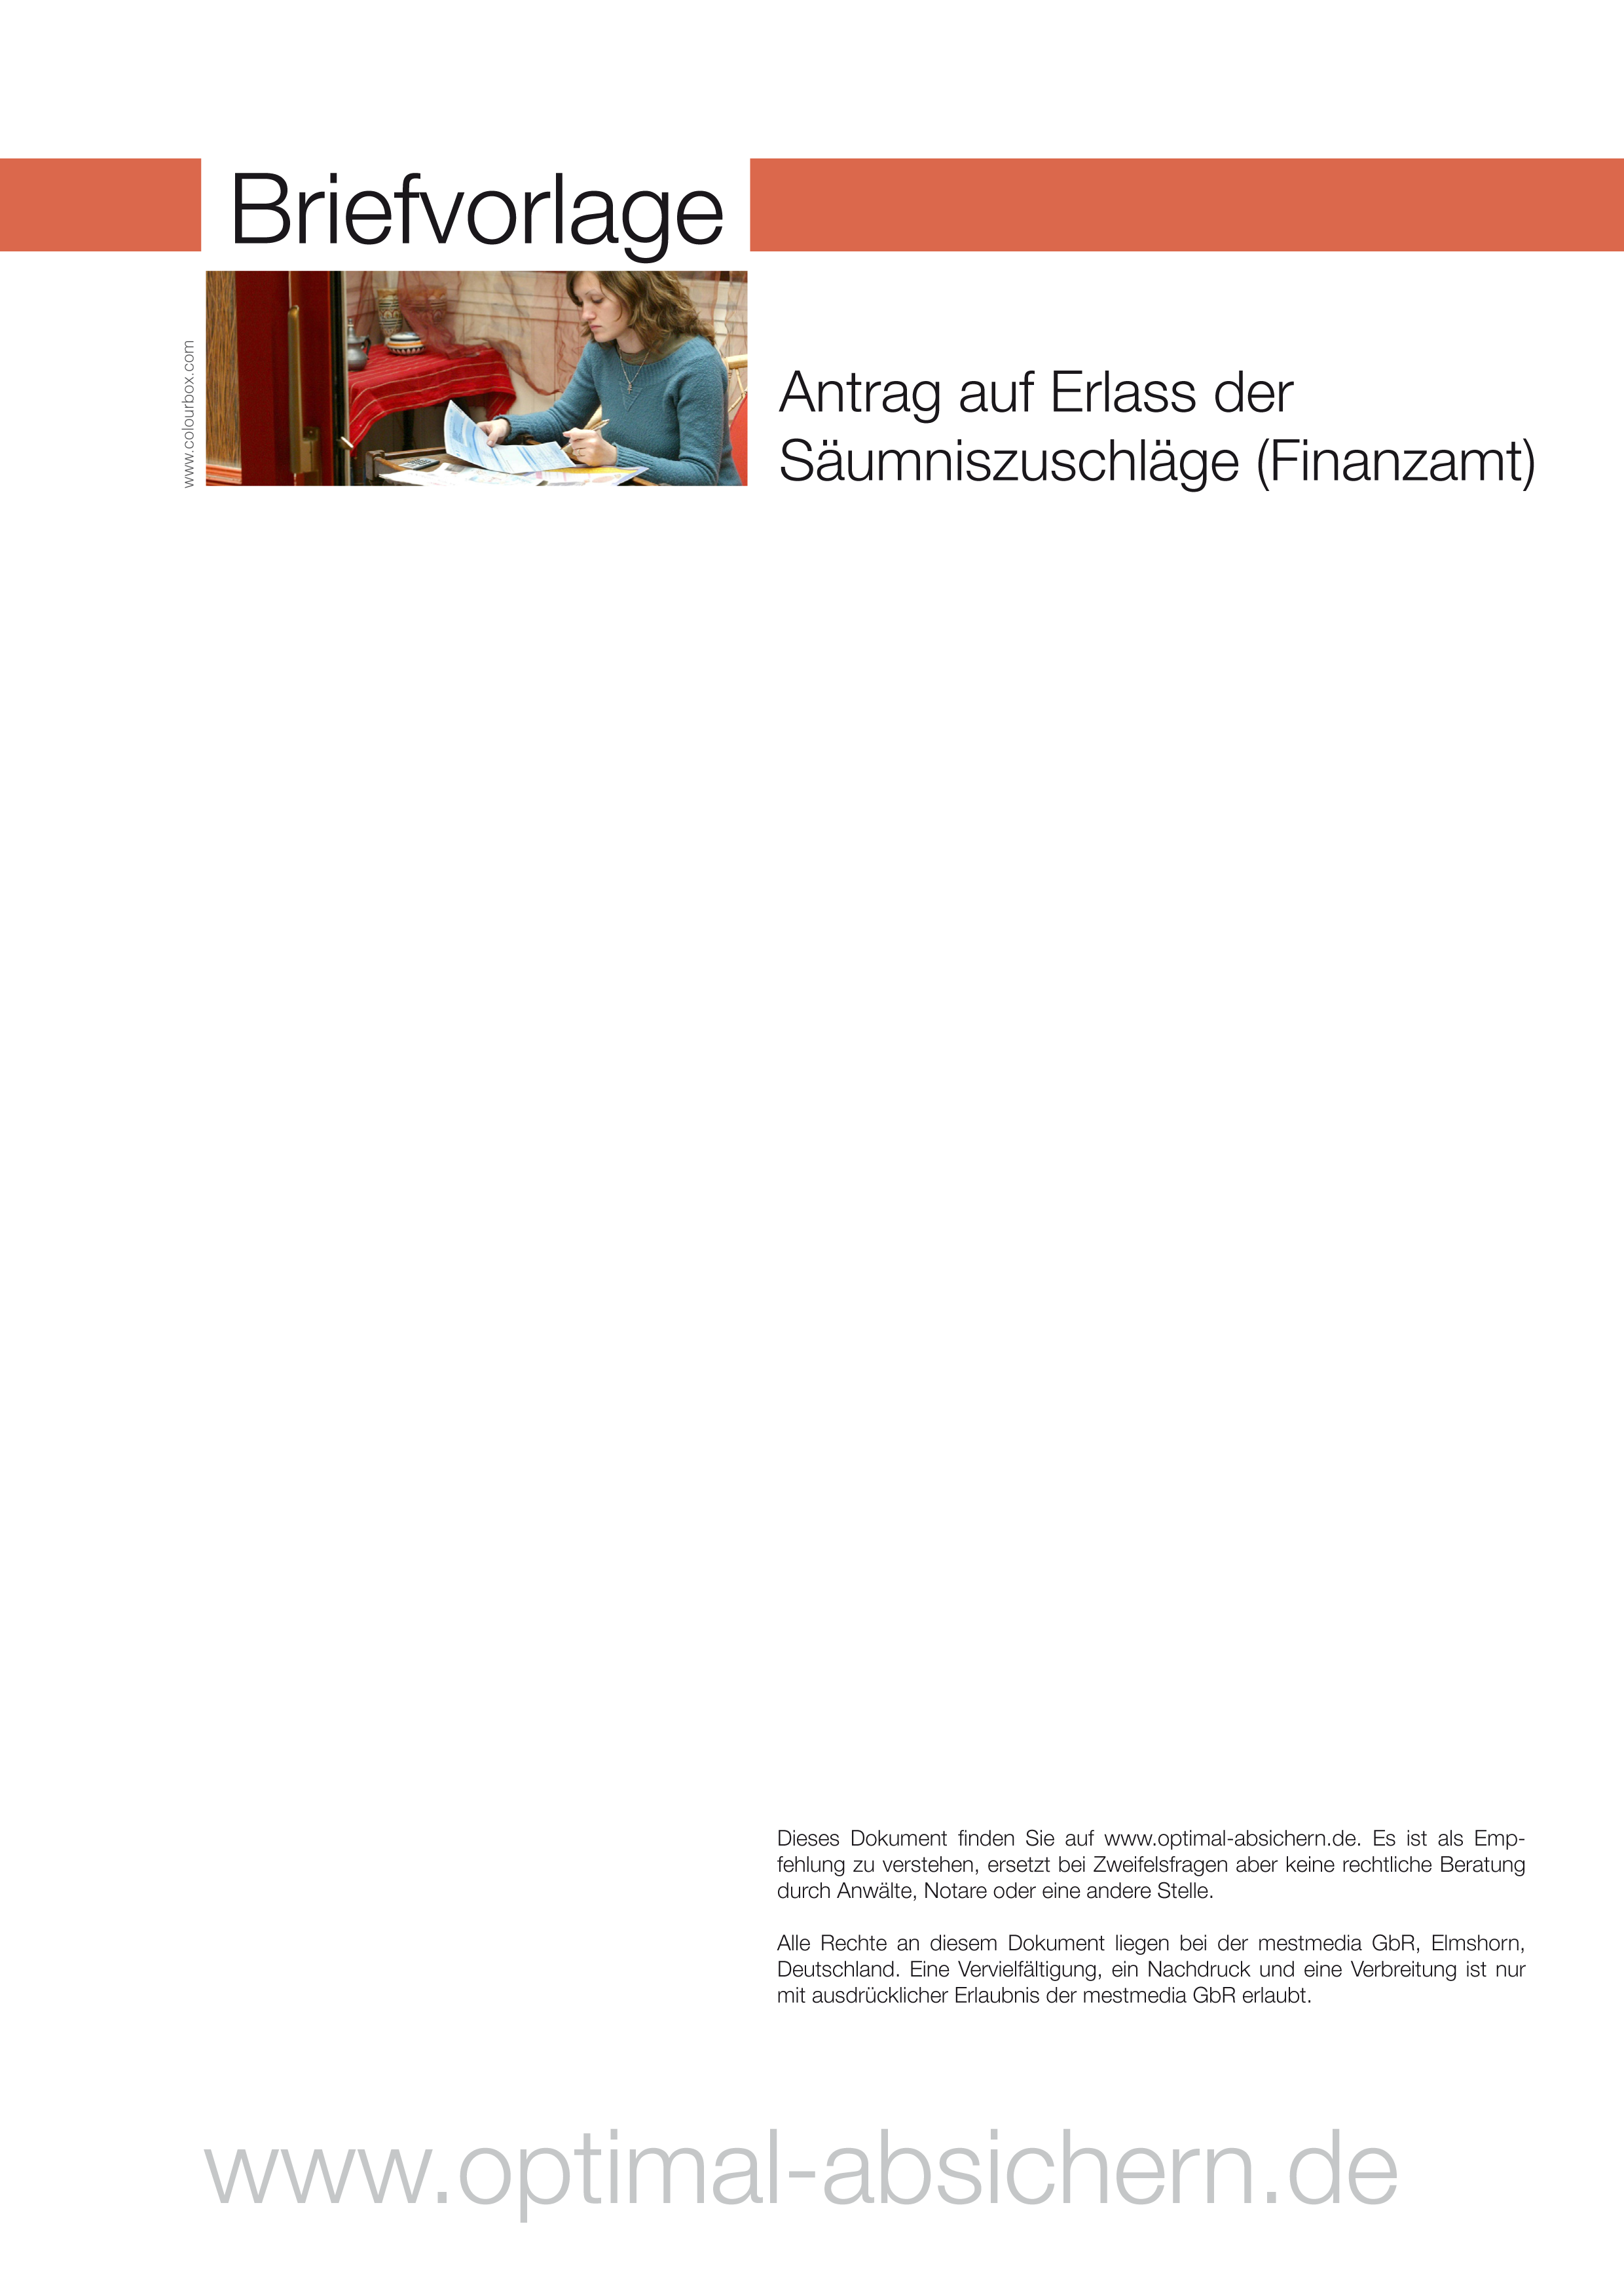 Briefvorlage
www.colourbox.com
Antrag auf Erlass der
Säumniszuschläge (Finanzamt)
Dieses Dokument finden Sie auf www.optimal-absichern.de. Es ist als Emp-
fehlung zu verstehen, ersetzt bei Zweifelsfragen aber keine rechtliche Beratung
durch Anwälte, Notare oder eine andere Stelle.
Alle Rechte an diesem Dokument liegen bei der mestmedia GbR, Elmshorn,
Deutschland. Eine Vervielfältigung, ein Nachdruck und eine Verbreitung ist nur
mit ausdrücklicher Erlaubnis der mestmedia GbR erlaubt.
www.optimal-absichern.de